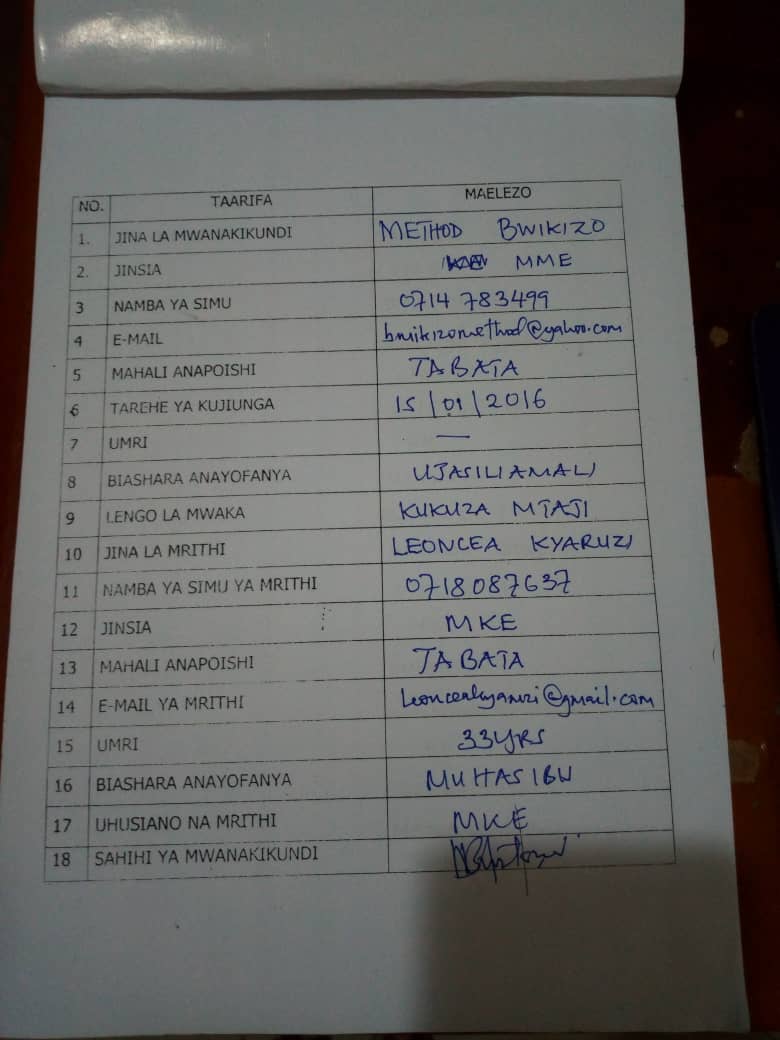 NO. TAARIFA MAELEZO
1. JINA LA MWANAKIKUNDI METHOD BWIKIZO
2. JINSIA MME
3 NAMBA YA SIMU 0714 783499
4 E-MAIL bwikizomethod@yahoo.com
5 MAHALI ANAPOISHI TABATA
6 TAREHE YA KUJIUNGA 15/01/2016
7 UMRI —
8 BIASHARA ANAYOFANYA UJASILIAMALI
9 LENGO LA MWAKA KUKUZA MTAJI
10 JINA LA MRITHI LEONCEA KYARUZI
11 NAMBA YA SIMU YA MRITHI 0718087637
12 JINSIA MKE
13 MAHALI ANAPOISHI TABATA
14 E-MAIL YA MRITHI leonceakyaruzi@gmail.com
15 UMRI 33YRS
16 BIASHARA ANAYOFANYA MUHASIBU
17 UHUSIANO NA MRITHI MKE
18 SAHIHI YA MWANAKIKUNDI